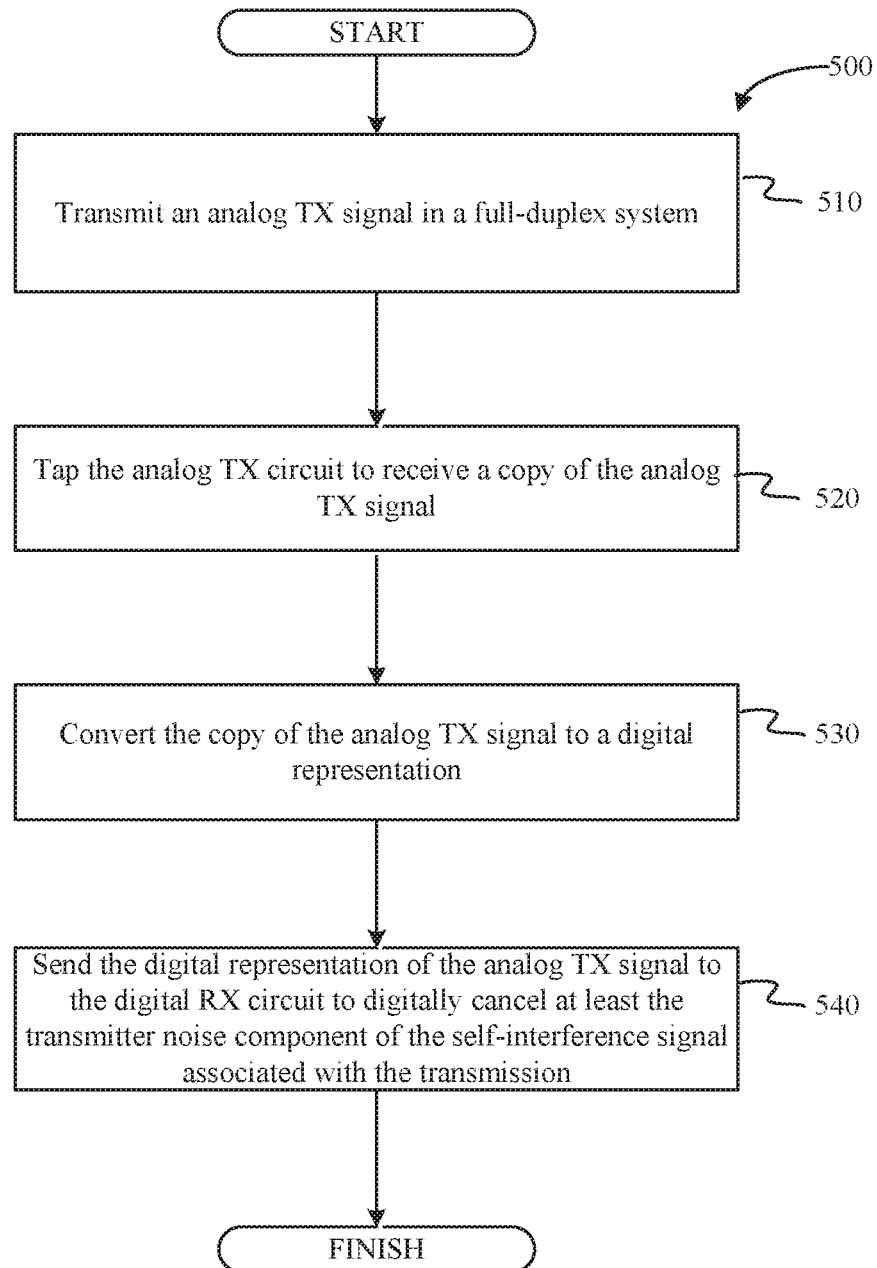 START
500
Transmit an analog TX signal in a full-duplex system
510
Tap the analog TX circuit to receive a copy of the analog
TX signal
520
Convert the copy of the analog TX signal to a digital
representation
530
Send the digital representation of the analog TX signal to
the digital RX circuit to digitally cancel at least the
transmitter noise component of the self-interference signal
associated with the transmission
540
FINISH